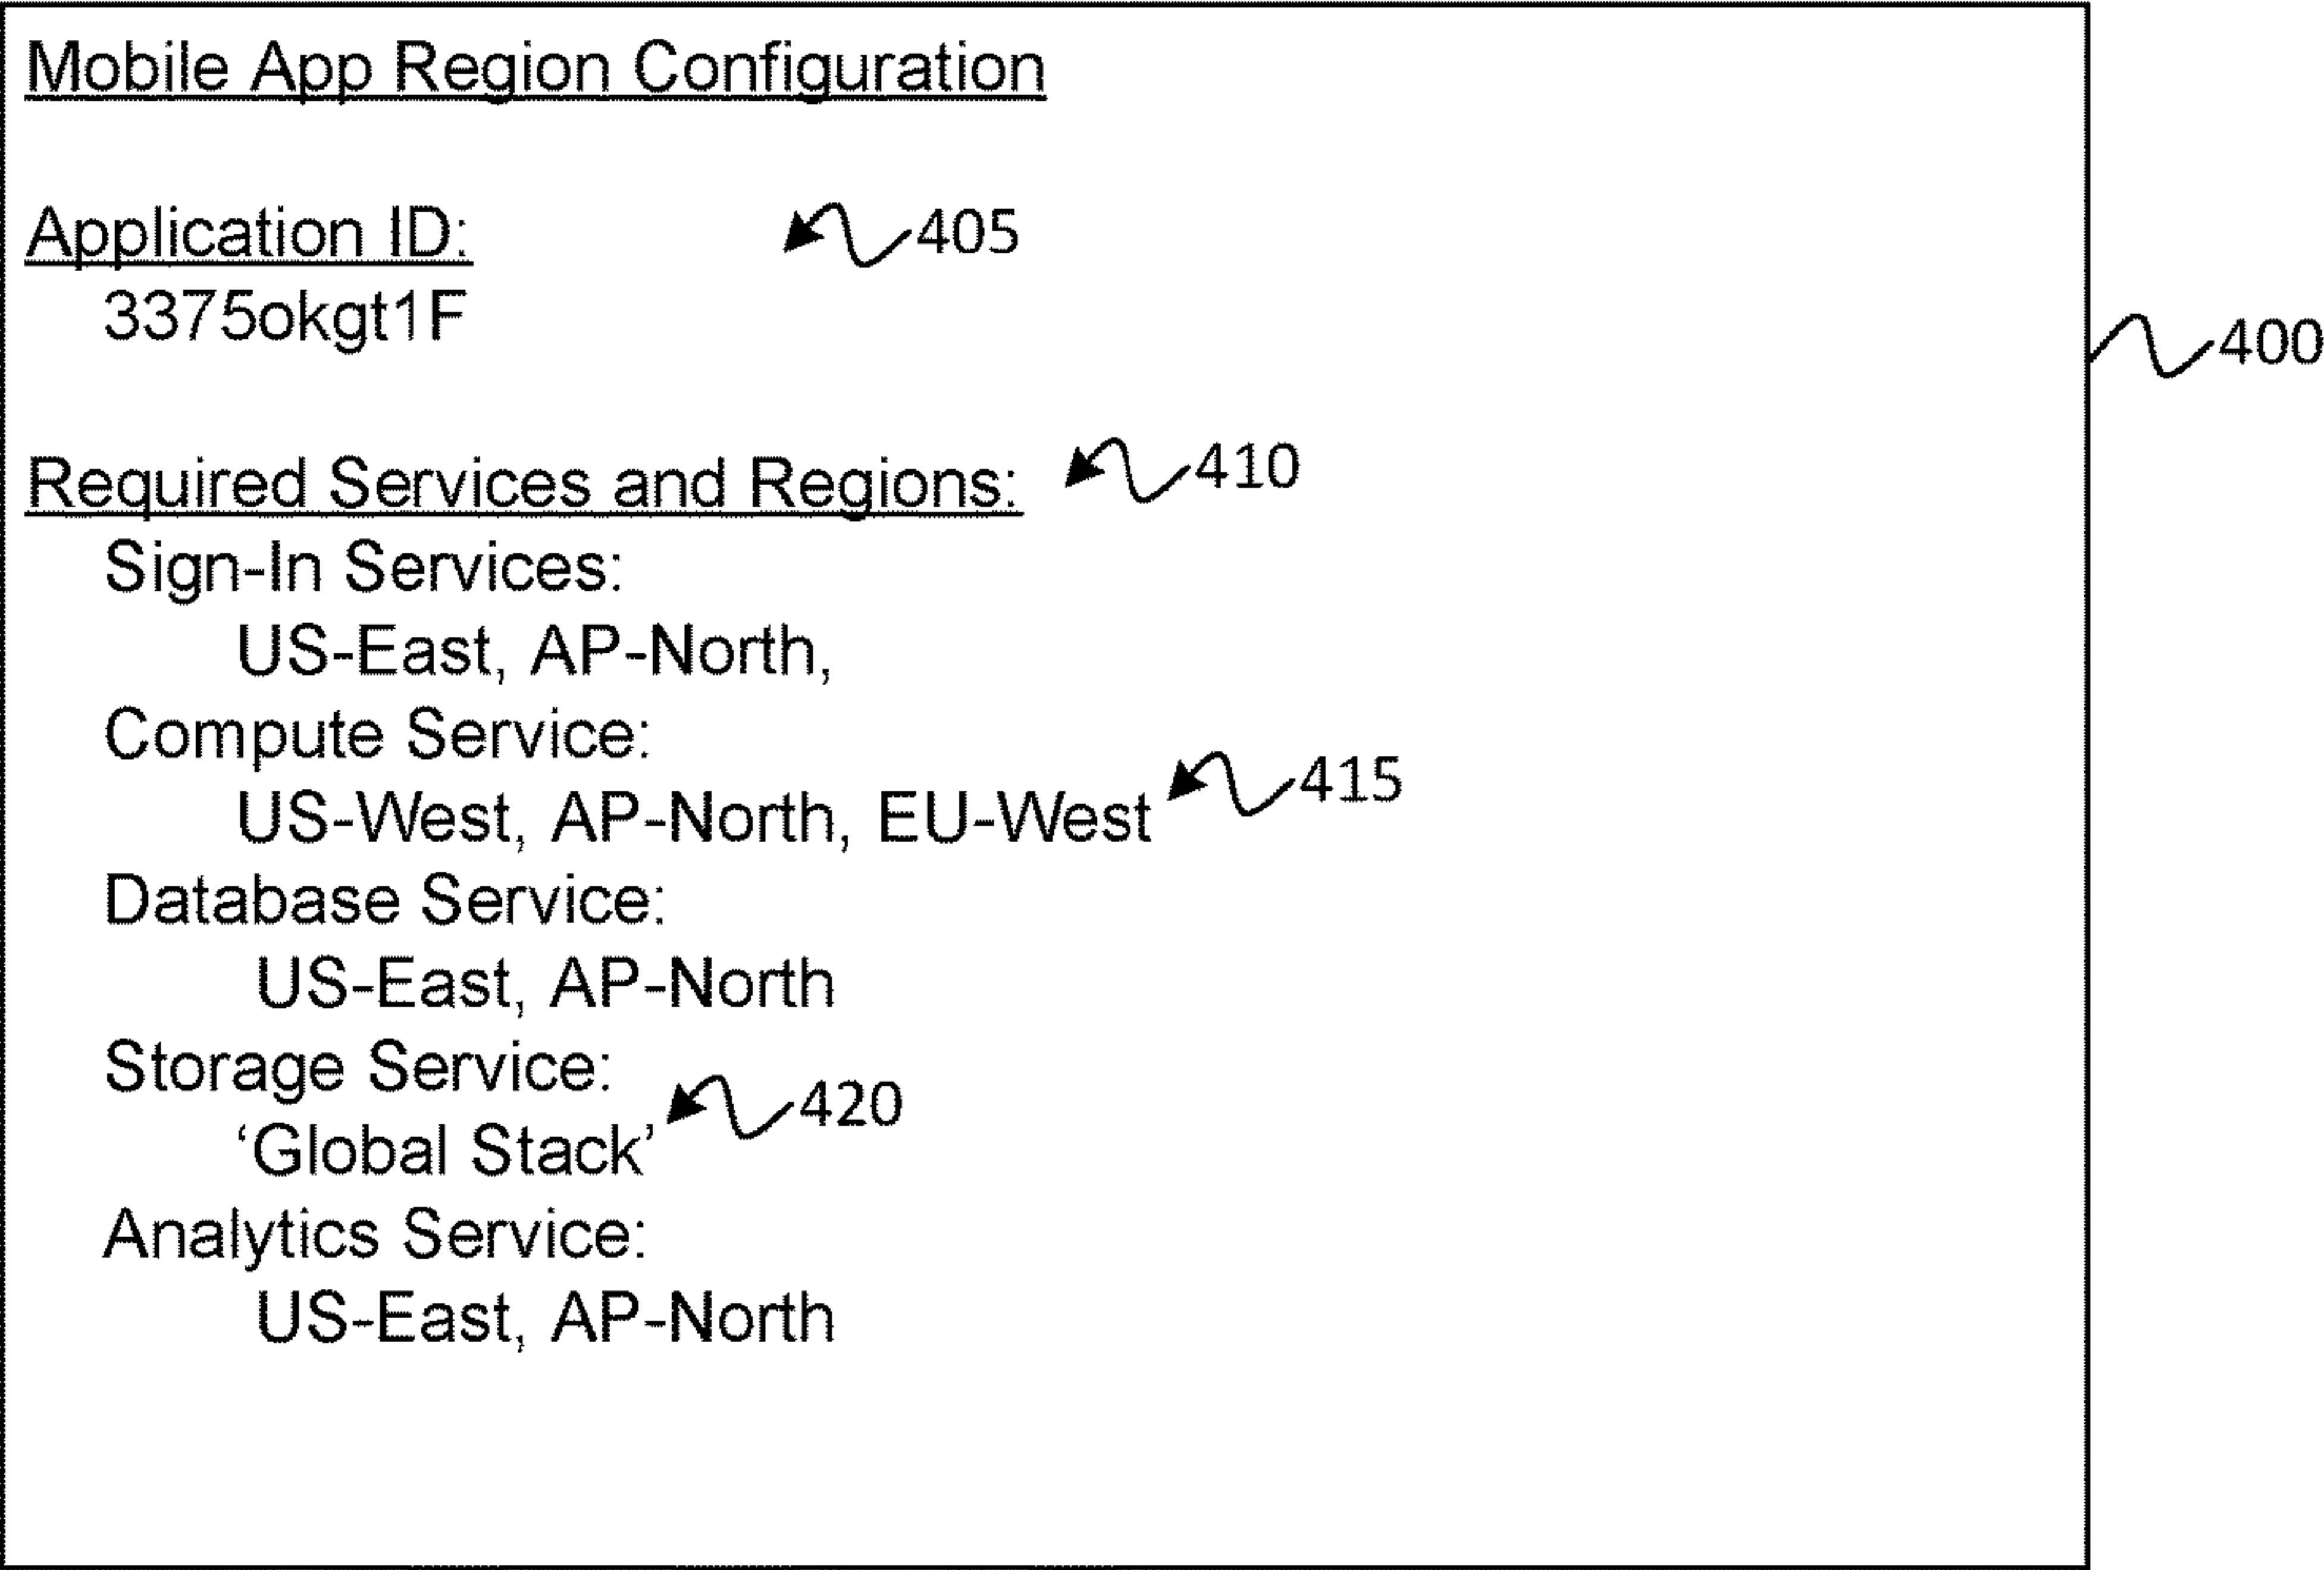 Mobile App Region Configuration
Application ID:
405
3375okgt1F
400
Required Services and Regions:
410
Sign-In Services:
US-East, AP-North,
Compute Service:
US-West, AP-North, EU-West
415
Database Service:
US-East, AP-North
Storage Service:
‘Global Stack’
420
Analytics Service:
US-East, AP-North